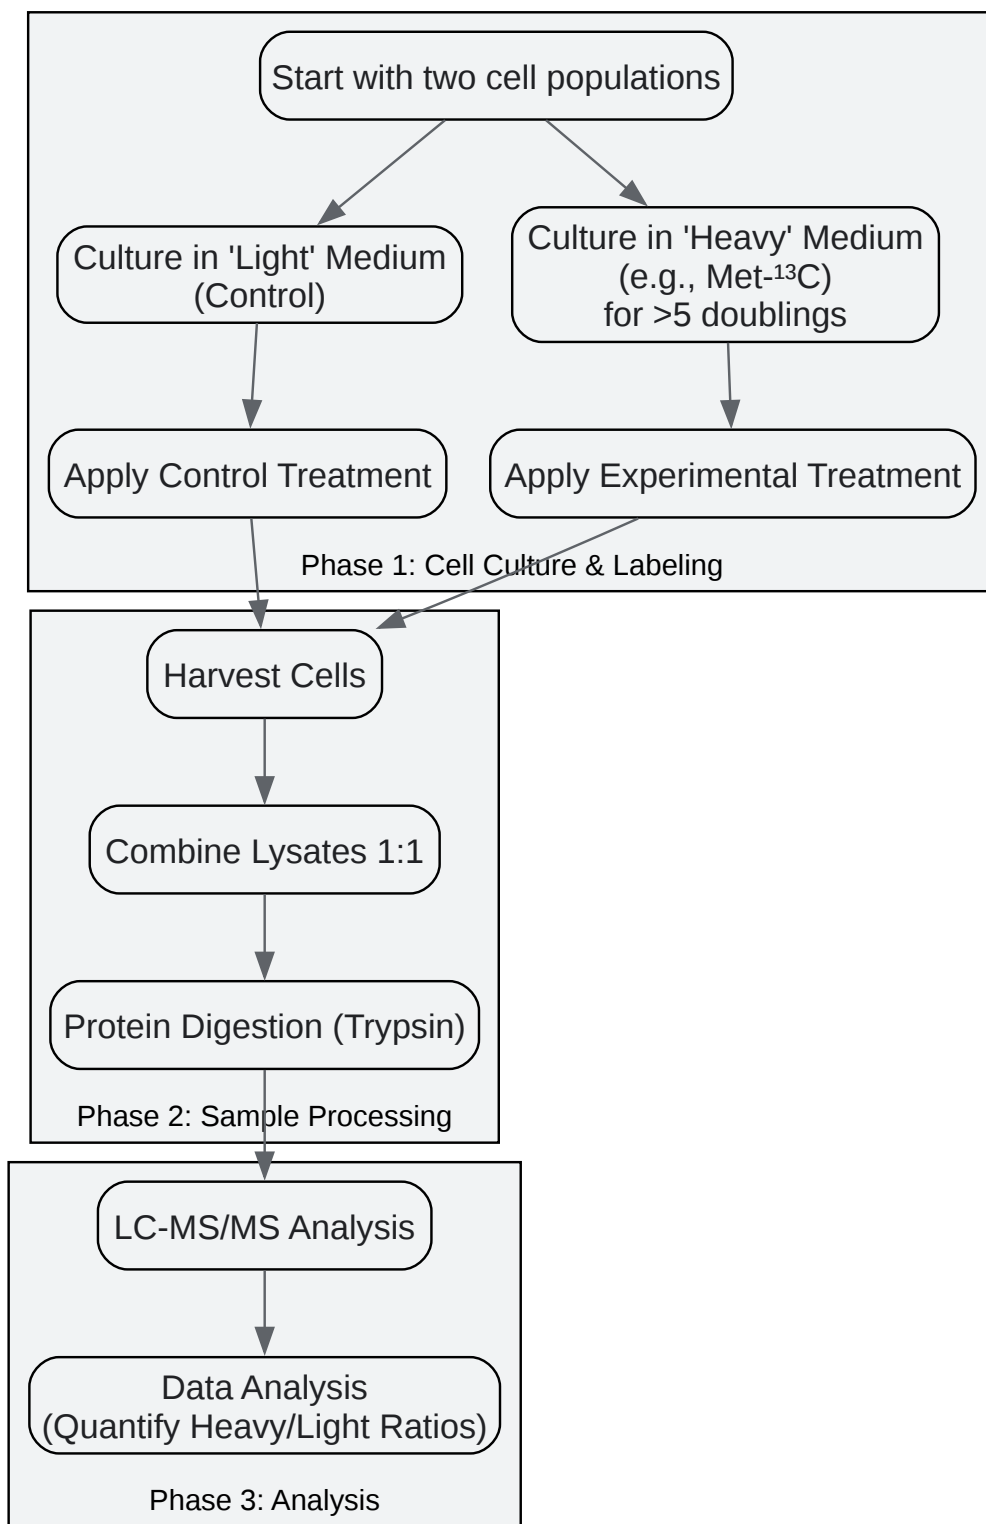 Start with two cell populations
Culture in 'Light' Medium
(Control)
Culture in 'Heavy' Medium
(e.g., Met-¹³C)
for >5 doublings
Apply Control Treatment
Apply Experimental Treatment
Phase 1: Cell Culture & Labeling
Harvest Cells
Combine Lysates 1:1
Protein Digestion (Trypsin)
Phase 2: Sample Processing
LC-MS/MS Analysis
Data Analysis
(Quantify Heavy/Light Ratios)
Phase 3: Analysis